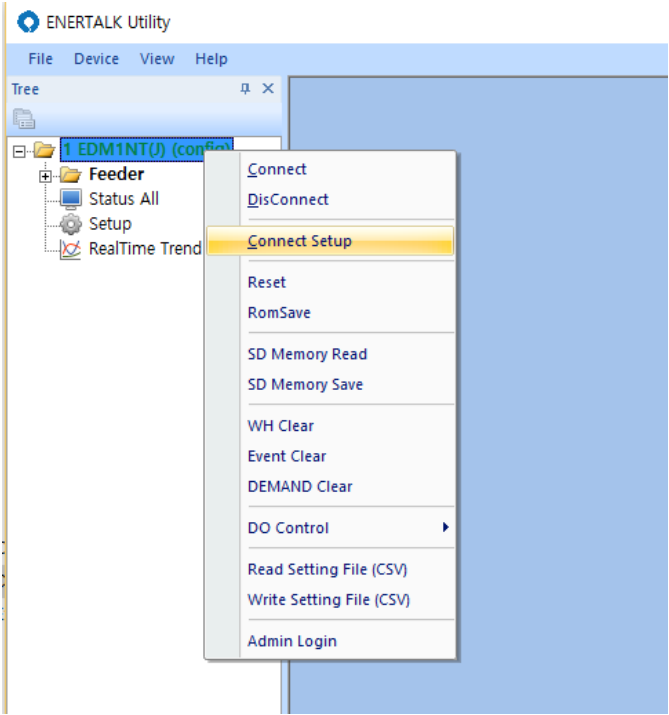 ENERTALK Utility
File Device View Help
Tree
1 EDM1NT(J) (config)
Feeder
Status All
Setup
RealTime Trend
Connect
DisConnect
Connect Setup
Reset
RomSave
SD Memory Read
SD Memory Save
WH Clear
Event Clear
DEMAND Clear
DO Control
Read Setting File (CSV)
Write Setting File (CSV)
Admin Login